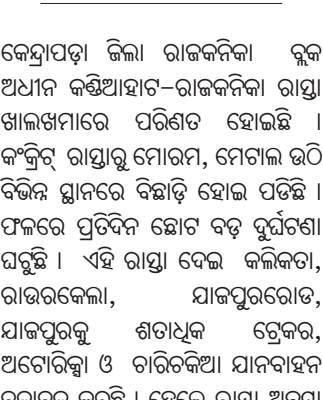 କେନ୍ଦ୍ରାପଡ଼ା ଜିଲା ରାଜକନିକା ବ୍ଲକ
ଅଧୀନ କଣ୍ଡିଆହାଟ-ରାଜକନିକା ରାସ୍ତା
ଖାଲଖମାରେ ପରିଣତ ହୋଇଛି ।
କଂକ୍ରିଟ୍ ରାସ୍ତାରୁ ମୋରମ, ମେଟାଲ ଉଠି
ବିଭିନ୍ନ ସ୍ଥାନରେ ବିଛାଡ଼ି ହୋଇ ପଡିଛି ।
ଫଳରେ ପ୍ରତିଦିନ ଛୋଟ ବଡ଼ ଦୁର୍ଘଟଣା
ଘଟୁଛି । ଏହି ରାସ୍ତା ଦେଇ କଲିକତା,
ରାଉରକେଲା, ଯାଜପୁରରୋଡ,
ଯାଜପୁରକୁ ଶତାଧିକ ଟ୍ରେକର,
ଅଟୋରିକ୍ସା ଓ ଚାରିଚକିଆ ଯାନବାହନ